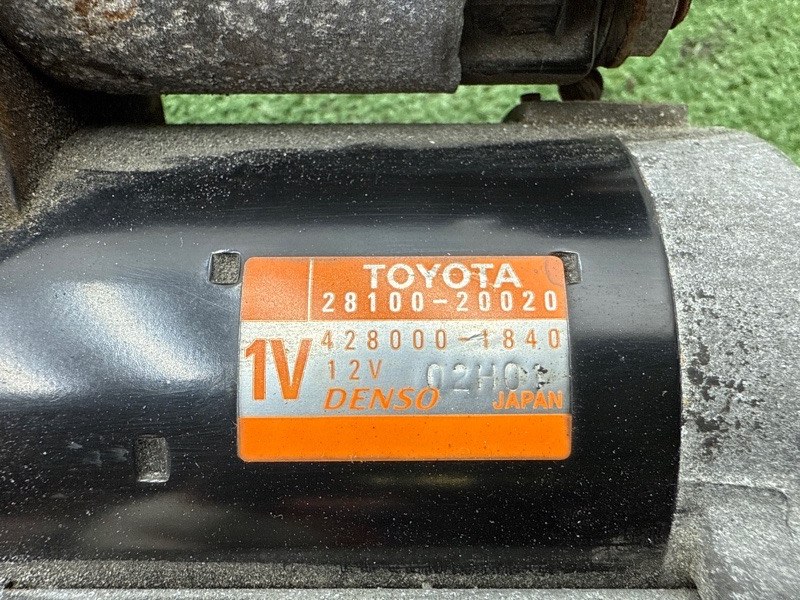 TOYOTA
28100-20020
1V
428000-1840
12V
DENSO JAPAN